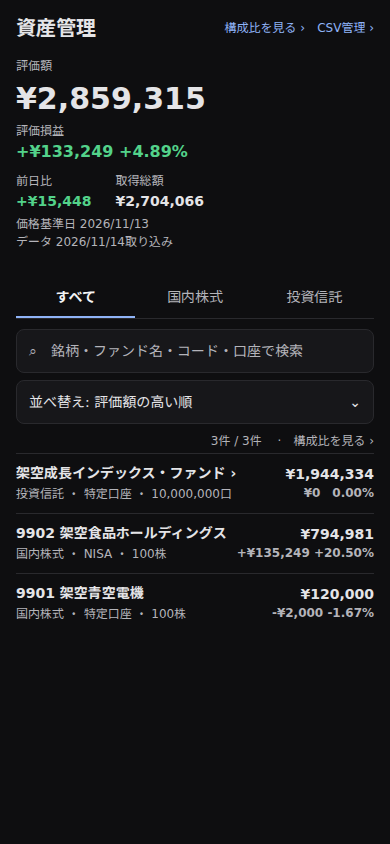 資産管理
構成比を見る › CSV管理 ›
評価額
¥2,859,315
評価損益
+¥133,249 +4.89%
前日比 取得総額
+¥15,448 ¥2,704,066
価格基準日 2026/11/13
データ 2026/11/14取り込み
すべて 国内株式 投資信託
銘柄・ファンド名・コード・口座で検索
並べ替え: 評価額の高い順
3件 / 3件 · 構成比を見る ›
架空成長インデックス・ファンド › ¥1,944,334
投資信託 ・ 特定口座 ・ 10,000,000口 ¥0 0.00%
9902 架空食品ホールディングス ¥794,981
国内株式 ・ NISA ・ 100株 +¥135,249 +20.50%
9901 架空青空電機 ¥120,000
国内株式 ・ 特定口座 ・ 100株 -¥2,000 -1.67%